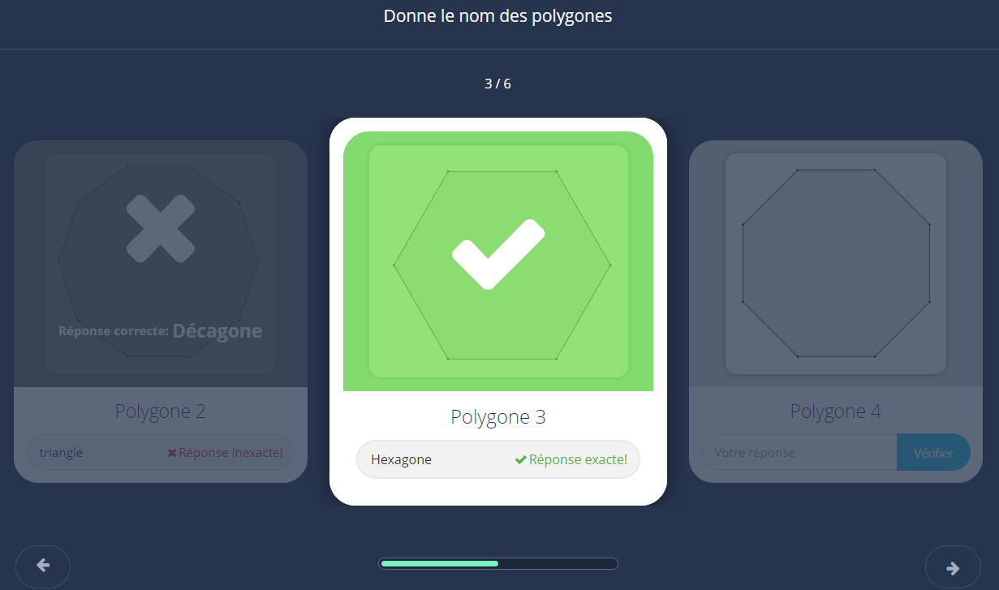 Donne le nom des polygones
3 / 6
Réponse correcte: Décagone
Polygone 2
triangle
Réponse inexacte!
Polygone 3
Hexagone
Réponse exacte!
Polygone 4
Votre réponse
Vérifier